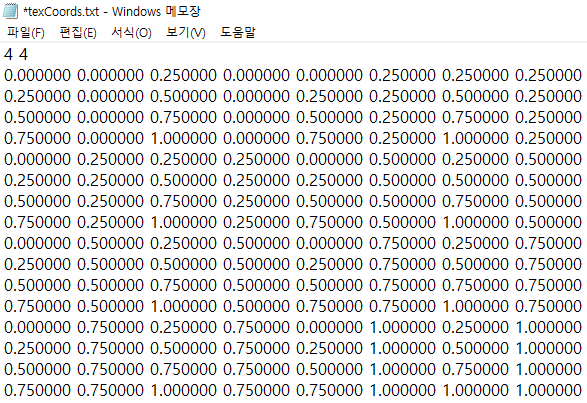 *texCoords.txt - Windows 메모장
파일(F) 편집(E) 서식(O) 보기(V) 도움말
4 4
0.000000 0.000000 0.250000 0.000000 0.000000 0.250000 0.250000 0.250000
0.250000 0.000000 0.500000 0.000000 0.250000 0.250000 0.500000 0.250000
0.500000 0.000000 0.750000 0.000000 0.500000 0.250000 0.750000 0.250000
0.750000 0.000000 1.000000 0.000000 0.750000 0.250000 1.000000 0.250000
0.000000 0.250000 0.250000 0.250000 0.000000 0.500000 0.250000 0.500000
0.250000 0.250000 0.500000 0.250000 0.250000 0.500000 0.500000 0.500000
0.500000 0.250000 0.750000 0.250000 0.500000 0.500000 0.750000 0.500000
0.750000 0.250000 1.000000 0.250000 0.750000 0.500000 1.000000 0.500000
0.000000 0.500000 0.250000 0.500000 0.000000 0.750000 0.250000 0.750000
0.250000 0.500000 0.500000 0.500000 0.250000 0.750000 0.500000 0.750000
0.500000 0.500000 0.750000 0.500000 0.500000 0.750000 0.750000 0.750000
0.750000 0.500000 1.000000 0.500000 0.750000 0.750000 1.000000 0.750000
0.000000 0.750000 0.250000 0.750000 0.000000 1.000000 0.250000 1.000000
0.250000 0.750000 0.500000 0.750000 0.250000 1.000000 0.500000 1.000000
0.500000 0.750000 0.750000 0.750000 0.500000 1.000000 0.750000 1.000000
0.750000 0.750000 1.000000 0.750000 0.750000 1.000000 1.000000 1.000000